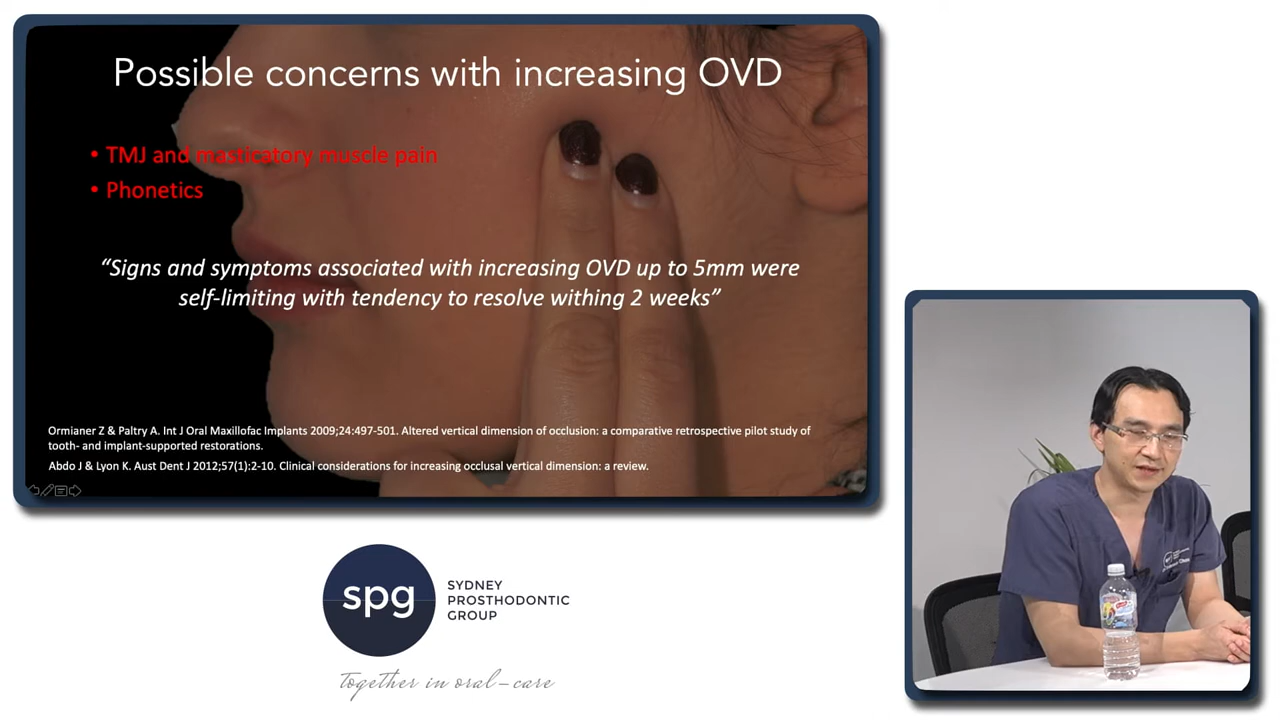 Possible concerns with increasing OVD
• TMJ and masticatory muscle pain
• Phonetics
“Signs and symptoms associated with increasing OVD up to 5mm were
self-limiting with tendency to resolve withing 2 weeks”
Ormianer Z & Paltry A. Int J Oral Maxillofac Implants 2009;24:497-501. Altered vertical dimension of occlusion: a comparative retrospective pilot study of
tooth- and implant-supported restorations.
Abdo J & Lyon K. Aust Dent J 2012;57(1):2-10. Clinical considerations for increasing occlusal vertical dimension: a review.
spg
SYDNEY
PROSTHODONTIC
GROUP
Together in oral-care